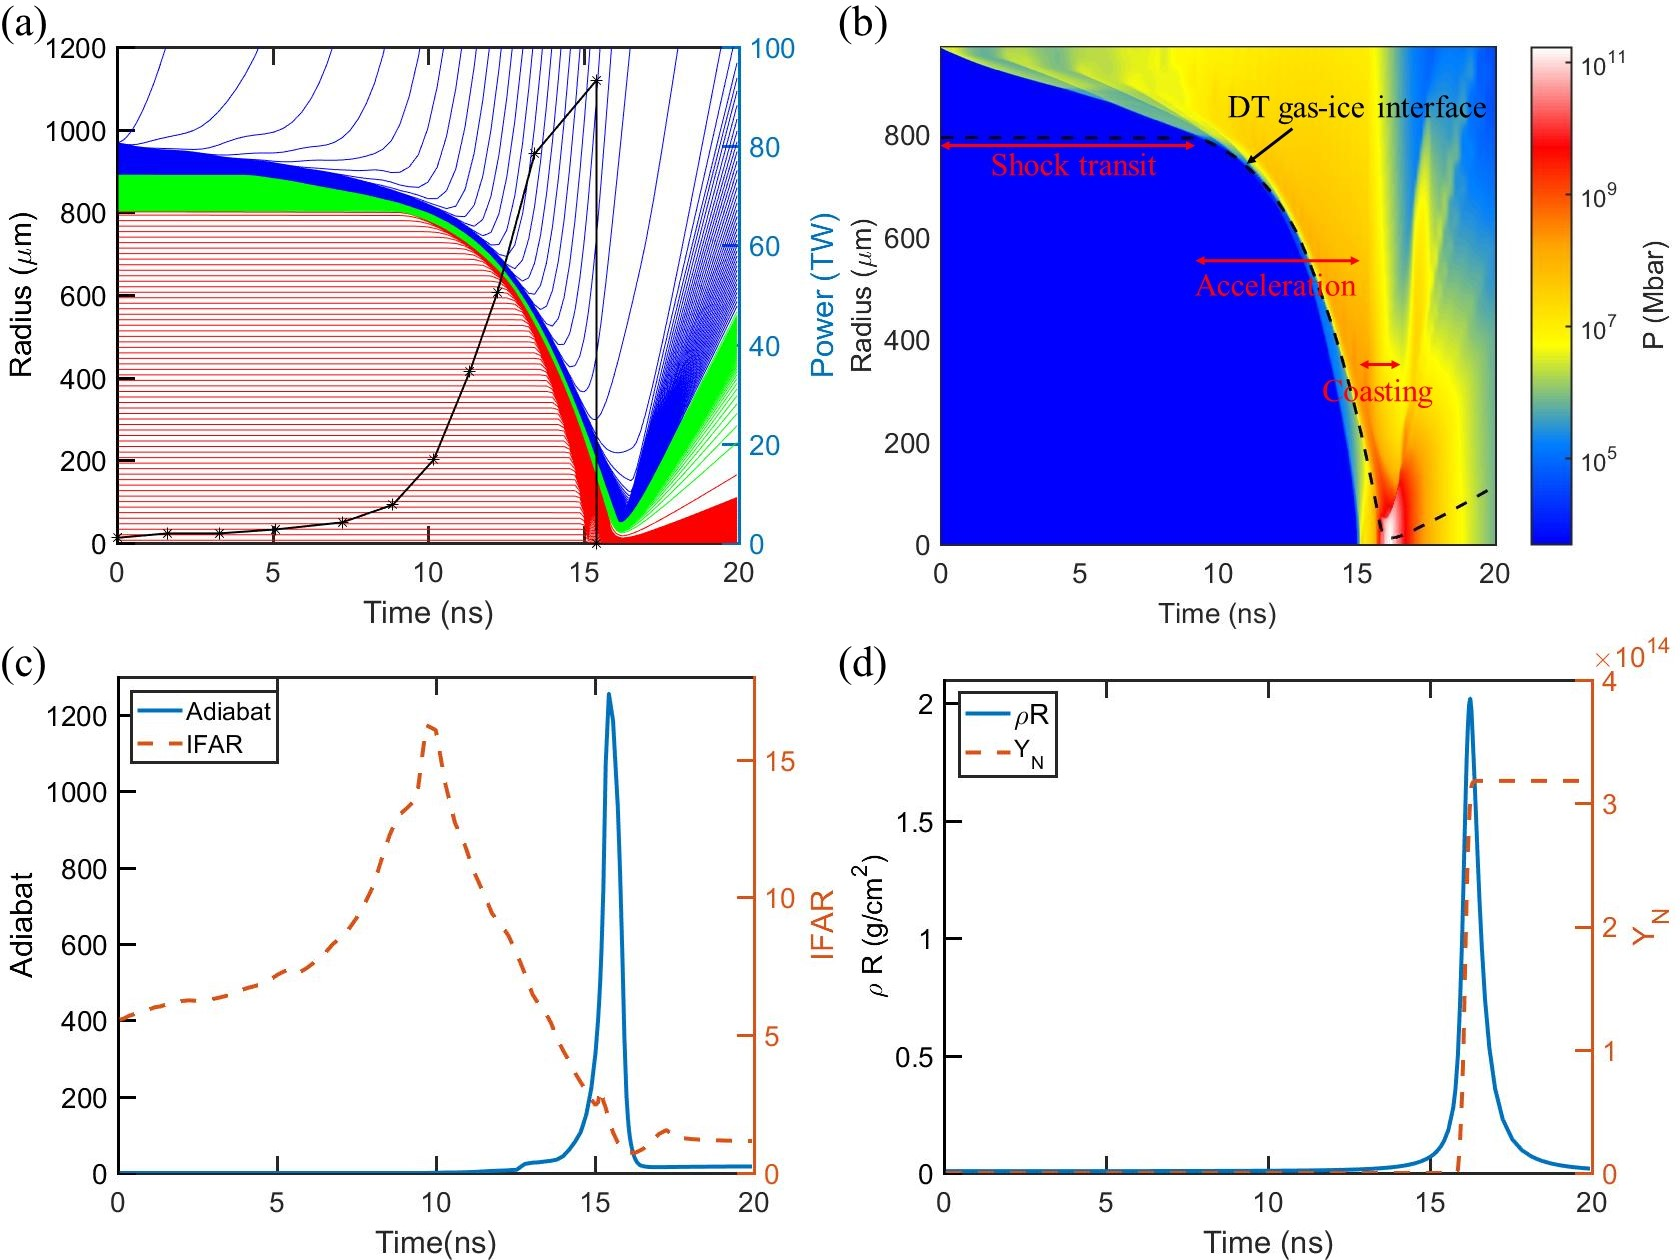 (a)
1200
1000
800
600
400
200
0
Radius (μm)
0
5
10
15
20
Time (ns)
100
80
60
40
20
0
Power (TW)
(b)
800
600
400
200
0
Radius (μm)
DT gas-ice interface
Shock transit
Acceleration
Coasting
0
5
10
15
20
Time (ns)
10^11
10^9
10^7
10^5
P (Mbar)
(c)
Adiabat
IFAR
1200
1000
800
600
400
200
0
Adiabat
15
10
5
0
IFAR
0
5
10
15
20
Time(ns)
(d)
ρR
Y_N
2
1.5
1
0.5
0
ρ R (g/cm^2)
×10^14
4
3
2
1
0
Y_N
0
5
10
15
20
Time (ns)